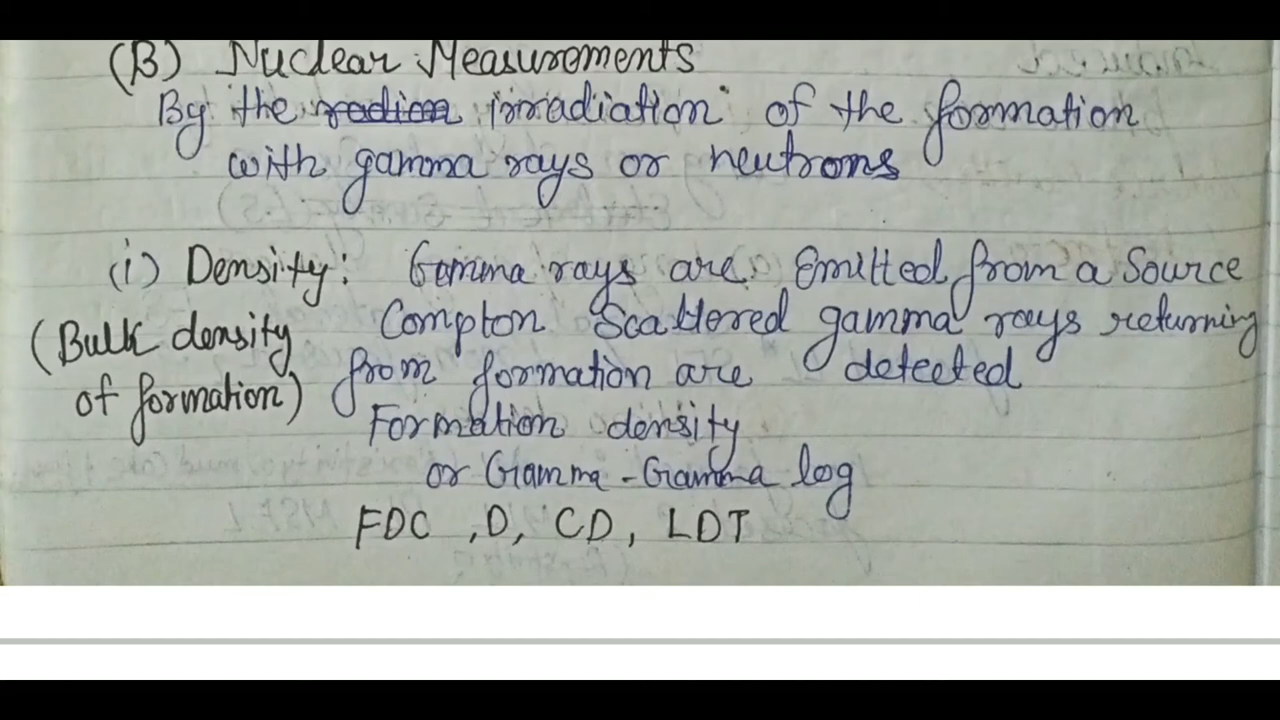 (B) Nuclear Measurements
By the irradiation of the formation
with gamma rays or neutrons
(i) Density: Gamma rays are Emitted from a Source
(Bulk density Compton Scattered gamma rays returning
of formation) from formation are detected
Formation density
or Gamma-Gamma log
FDC, D, CD, LDT